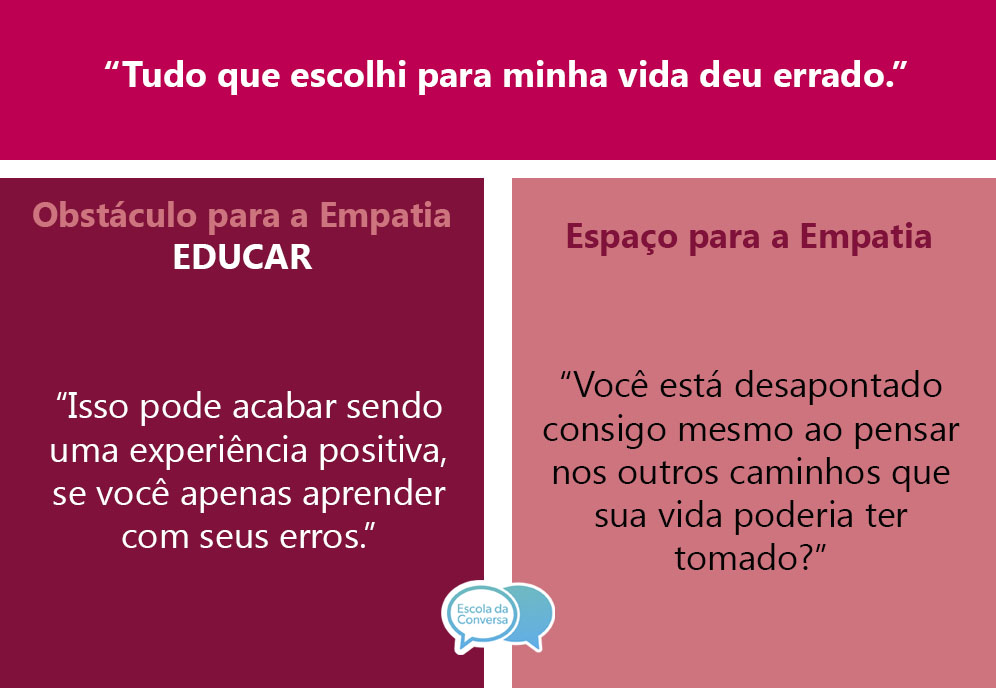 “Tudo que escolhi para minha vida deu errado.”
Obstáculo para a Empatia
EDUCAR
“Isso pode acabar sendo
uma experiência positiva,
se você apenas aprender
com seus erros.”
Espaço para a Empatia
“Você está desapontado
consigo mesmo ao pensar
nos outros caminhos que
sua vida poderia ter
tomado?”
Escola da
Conversa